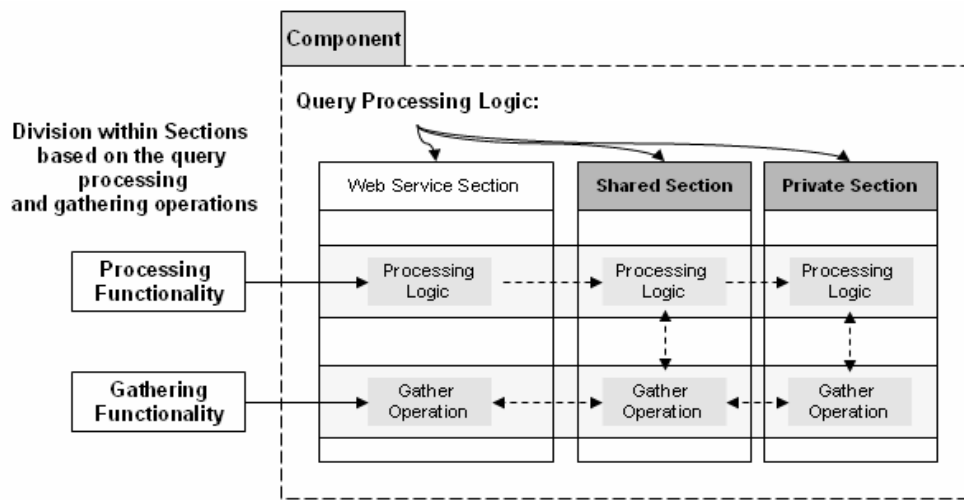 Component
Query Processing Logic:
Division within Sections
based on the query
processing
and gathering operations
Web Service Section
Shared Section
Private Section
Processing
Functionality
Processing
Logic
Processing
Logic
Processing
Logic
Gathering
Functionality
Gather
Operation
Gather
Operation
Gather
Operation